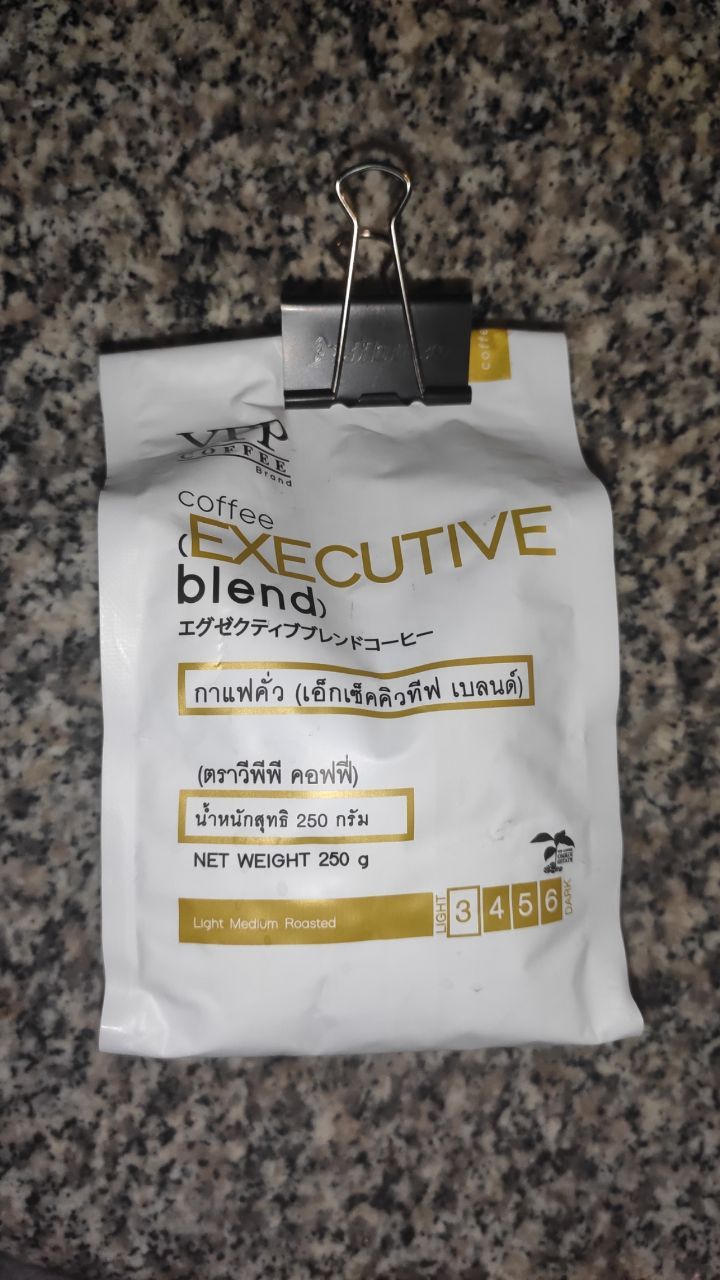 coffee
VPP
COFFEE
Brand
coffee
(EXECUTIVE
blend)
エグゼクティブブレンドコーヒー
กาแฟคั่ว (เอ็กเซ็คคิวทีฟ เบลนด์)
(ตราวีพีพี คอฟฟี่)
น้ำหนักสุทธิ 250 กรัม
NET WEIGHT 250 g
Light Medium Roasted
LIGHT 3 4 5 6 DARK